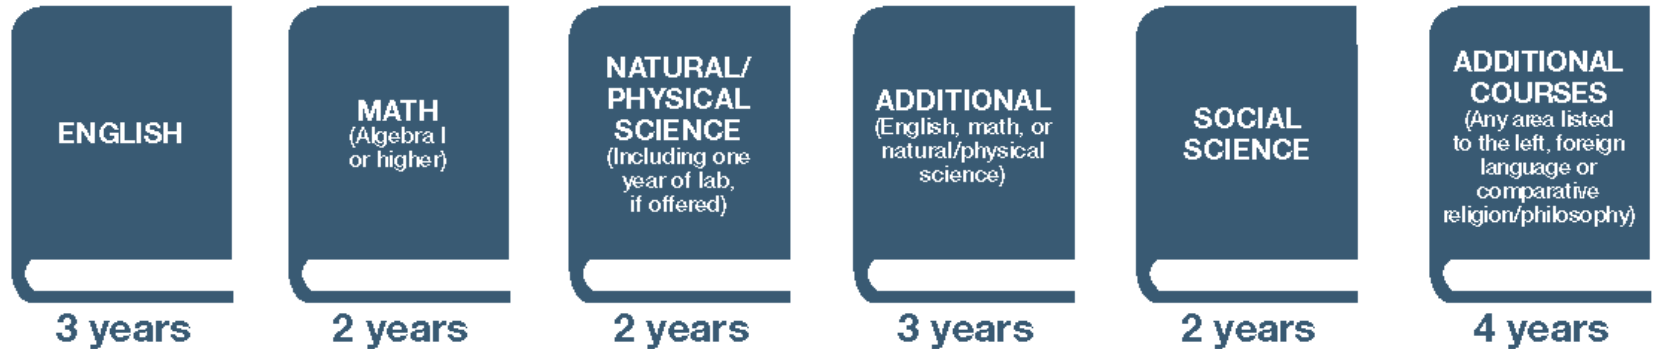 ENGLISH
3 years
MATH
(Algebra I
or higher)
2 years
NATURAL/
PHYSICAL
SCIENCE
(Including one
year of lab,
if offered)
2 years
ADDITIONAL
(English, math, or
natural/physical
science)
3 years
SOCIAL
SCIENCE
2 years
ADDITIONAL
COURSES
(Any area listed
to the left, foreign
language or
comparative
religion/philosophy)
4 years